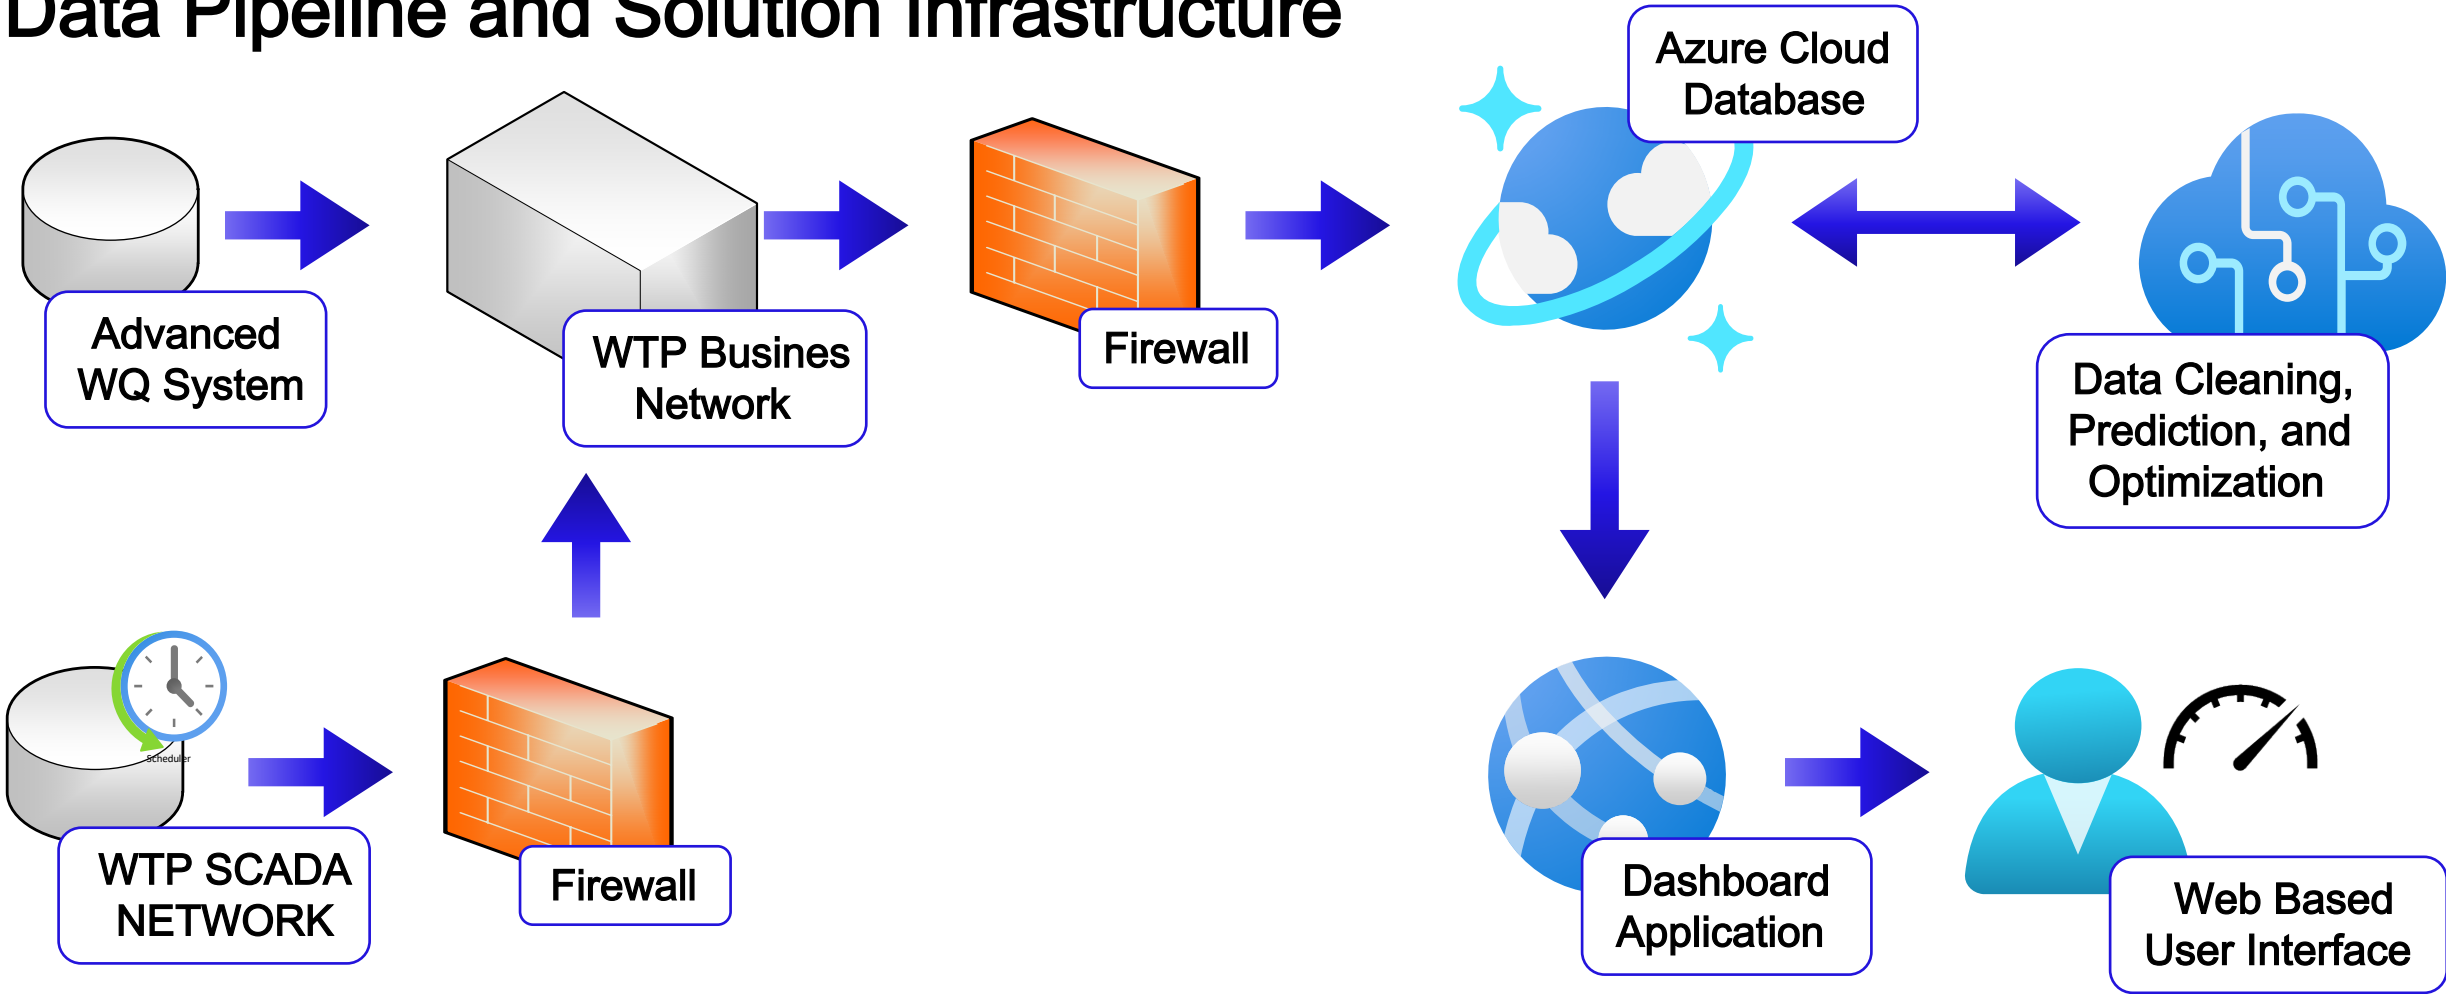 Data Pipeline and Solution Infrastructure
Azure Cloud
Database
Advanced
WQ System
WTP Busines
Network
Firewall
Data Cleaning,
Prediction, and
Optimization
Scheduler
WTP SCADA
NETWORK
Firewall
Dashboard
Application
Web Based
User Interface